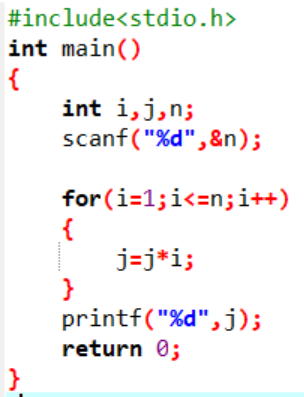 #include<stdio.h>
int main()
{
    int i,j,n;
    scanf("%d",&n);

    for(i=1;i<=n;i++)
    {
        j=j*i;
    }
    printf("%d",j);
    return 0;
}